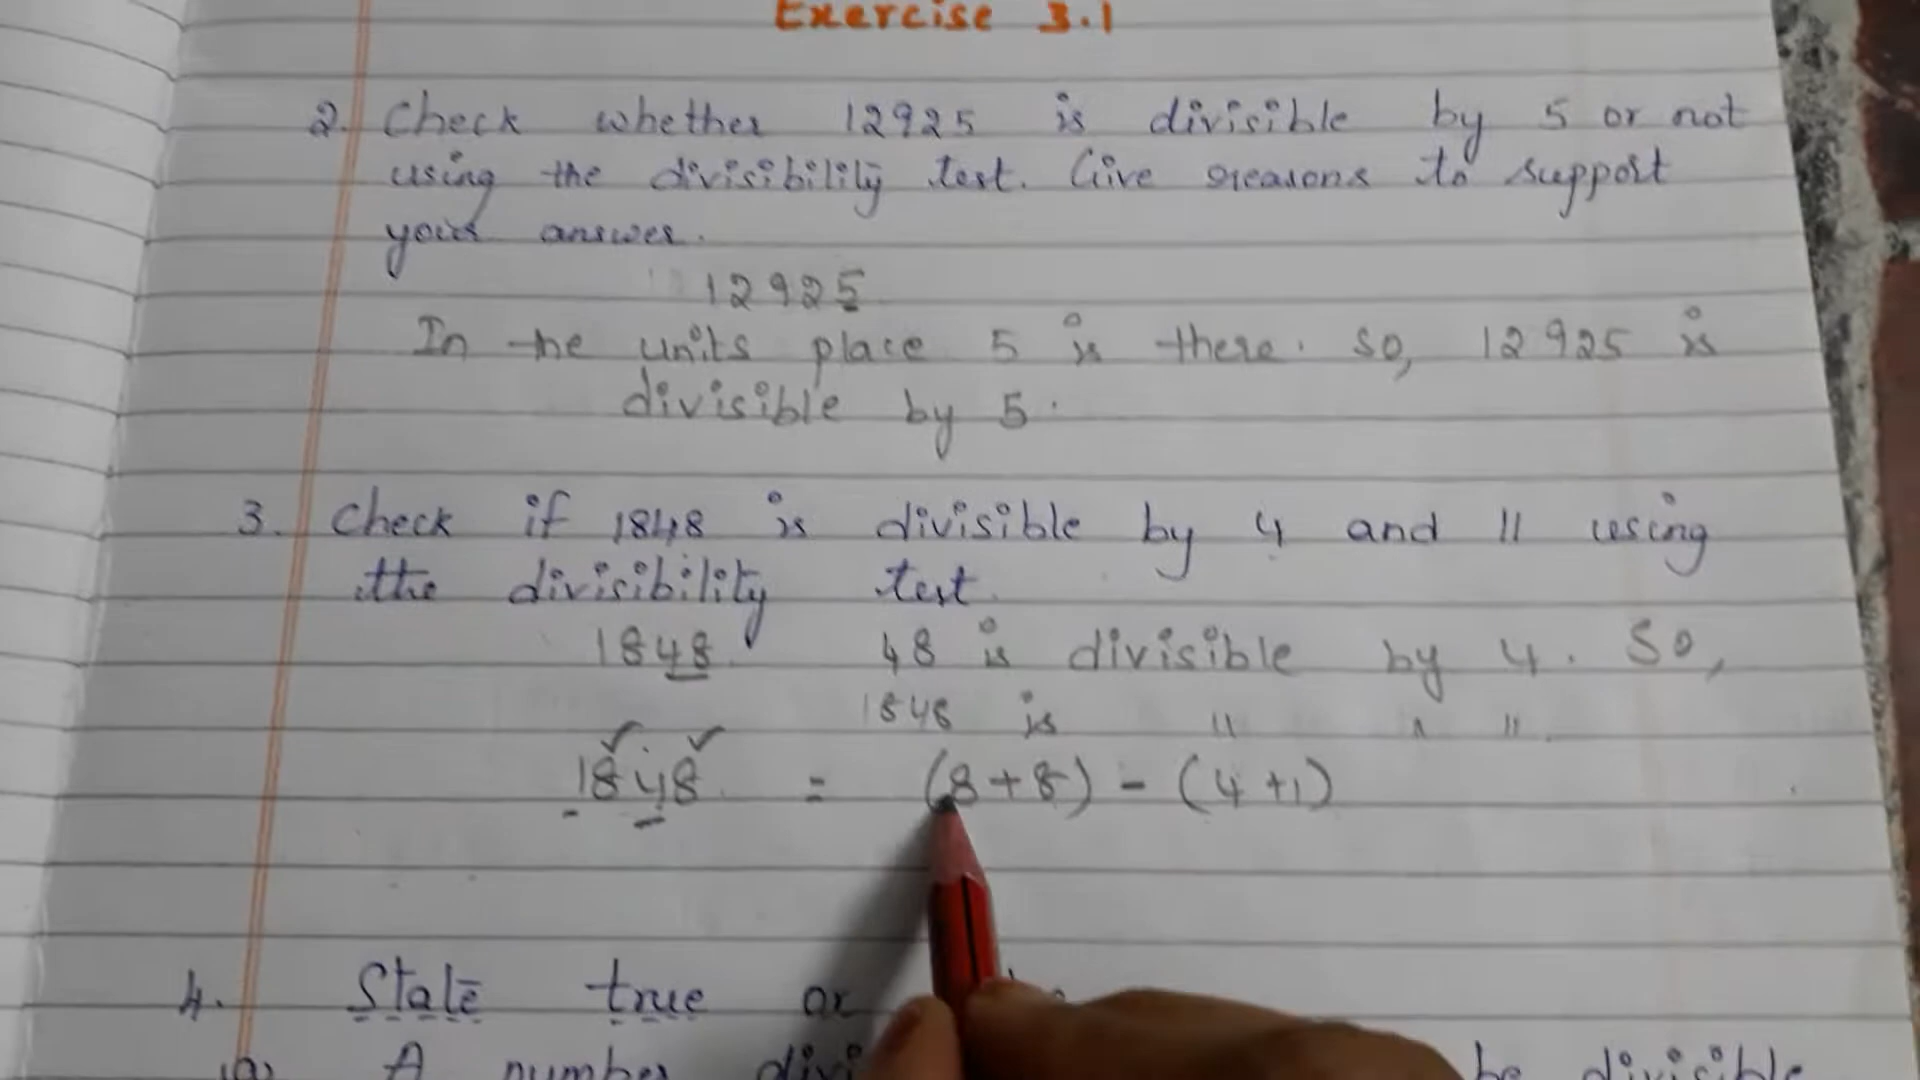 Exercise 3.1
2. Check whether 12925 is divisible by 5 or not
using the divisibility test. Give reasons to support
your answer.
12925
In the units place 5 is there. So, 12925 is
divisible by 5.
3. Check if 1848 is divisible by 4 and 11 using
the divisibility test.
1848 48 is divisible by 4. So,
1848 is " " "
1848 = (8+8) - (4+1)
4. State true or
(a) A number be divisible